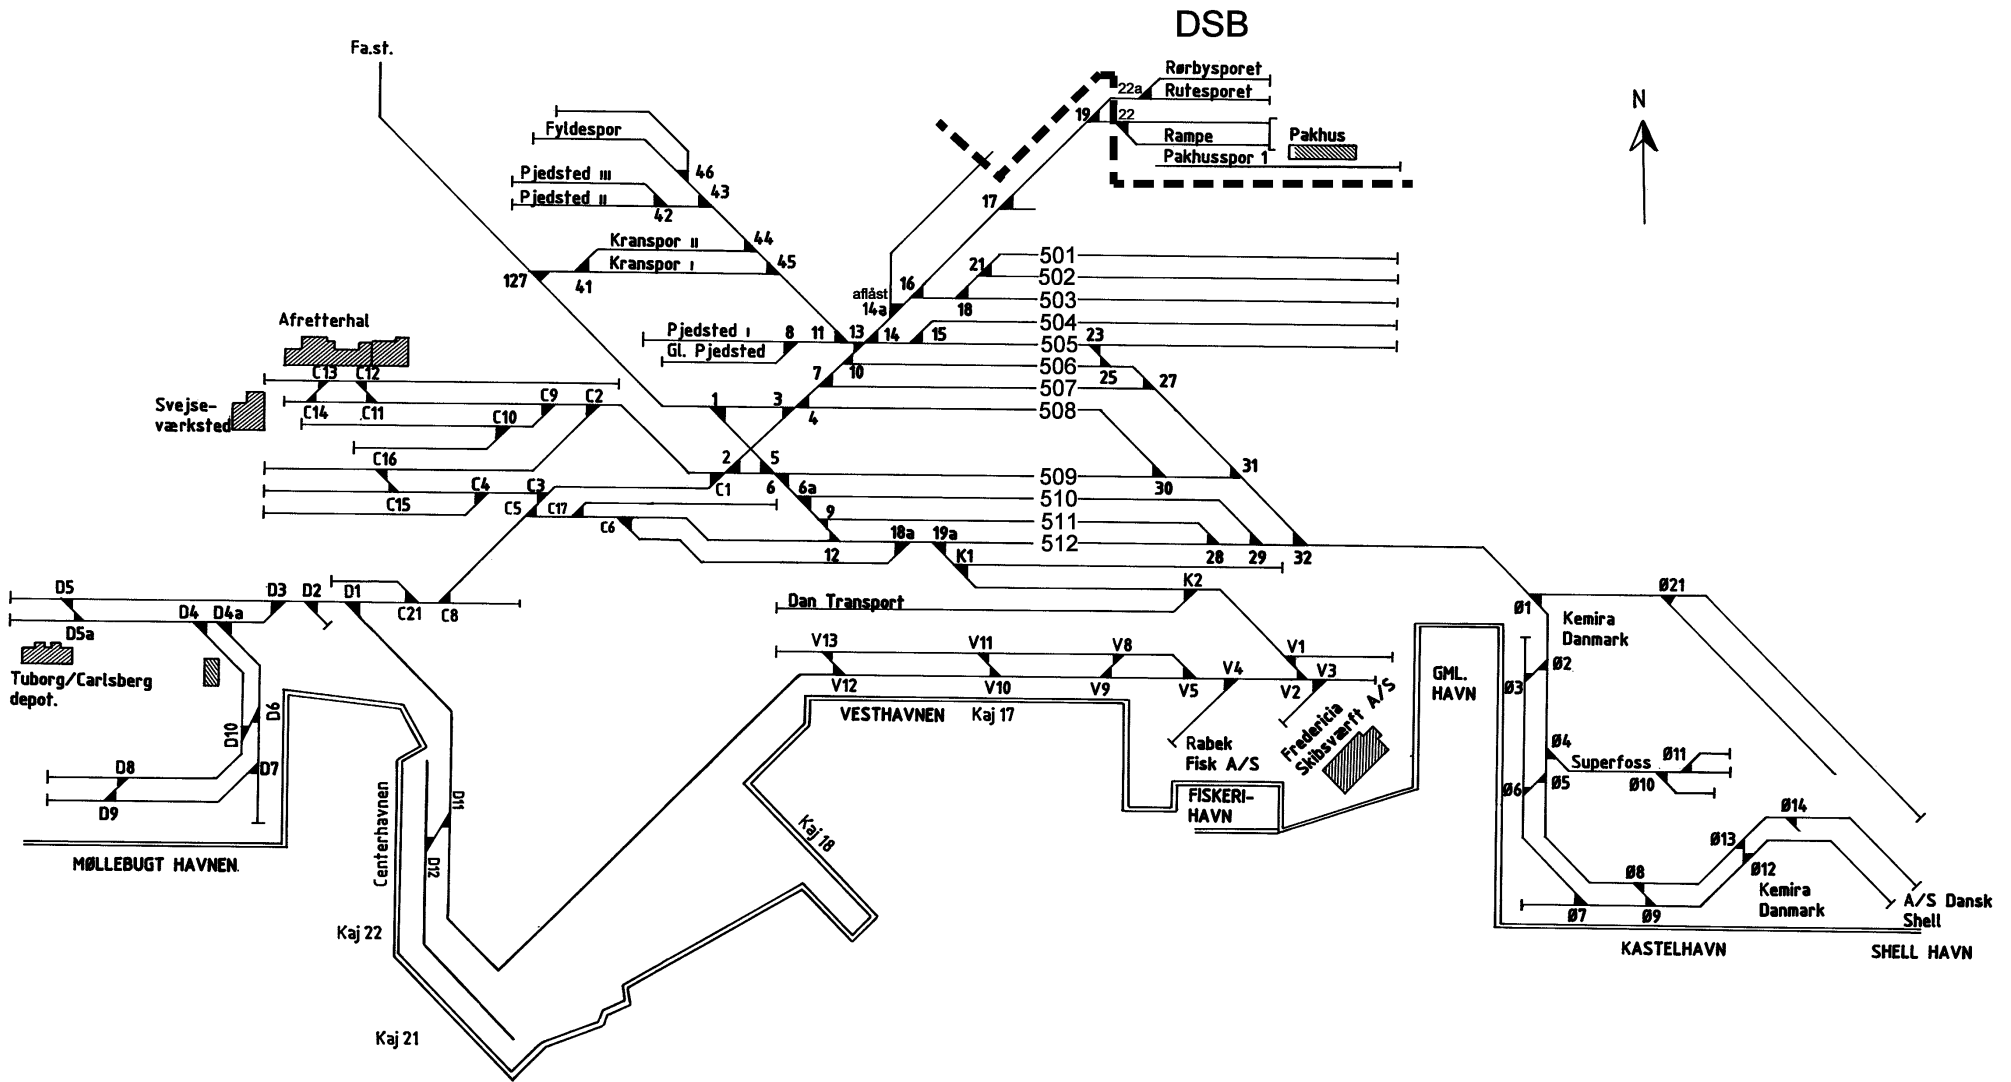 DSB
Fa.st.
Rørbysporet
22a
Rutesporet
N
19
22
Fyldespor
Rampe
Pakhus
Pakhusspor 1
46
Pjedsted III
43
Pjedsted II
42
17
44
Kranspor II
501
45
21
Kranspor I
502
127
41
16
aflåst
14a
18
503
Afretterhal
504
Pjedsted I
8
11
13
14
15
505
23
Gl. Pjedsted
10
506
C13
C12
7
25
27
507
Svejse-
værksted
C14
C11
C9
C2
1
3
4
508
C10
C16
2
5
31
509
C1
6
6a
30
C4
C3
510
C15
C5
C17
9
511
C6
18a
19a
512
12
28
29
32
K1
D5
D3
D2
D1
K2
Ø21
D4
D4a
C21
C8
Dan Transport
Ø1
Kemira
Danmark
D5a
V13
V11
V8
V1
Tuborg/Carlsberg
depot.
V12
V10
V9
V5
V4
V2
V3
GML.
HAVN
Ø2
Ø3
D6
D10
VESTHAVNEN
Kaj 17
Fredericia
Skibsværft A/S
Rabek
Fisk A/S
Ø4
Superfoss
Ø11
D8
D7
Ø6
Ø5
Ø10
D9
D11
FISKERI-
HAVN
Ø14
Centerhavnen
Kaj 18
Ø13
MØLLEBUGT HAVNEN
D12
Ø8
Ø12
Kemira
Danmark
Ø7
Ø9
A/S Dansk
Shell
Kaj 22
KASTELHAVN
SHELL HAVN
Kaj 21